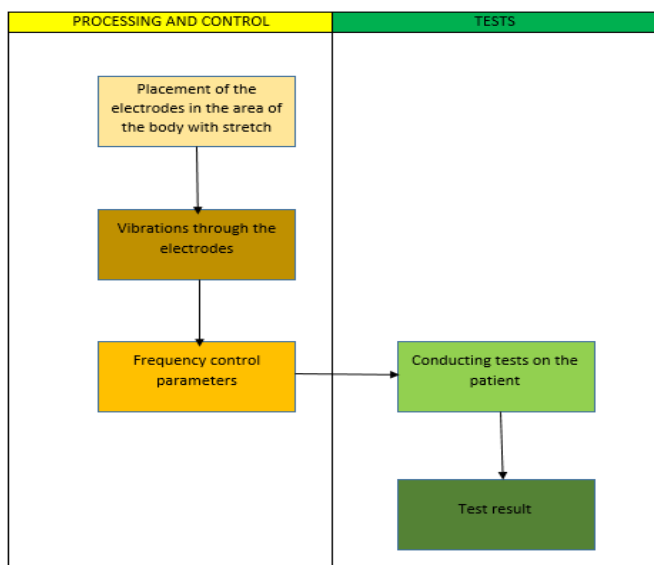 PROCESSING AND CONTROL
TESTS
Placement of the
electrodes in the area of
the body with stretch
Vibrations through the
electrodes
Frequency control
parameters
Conducting tests on the
patient
Test result